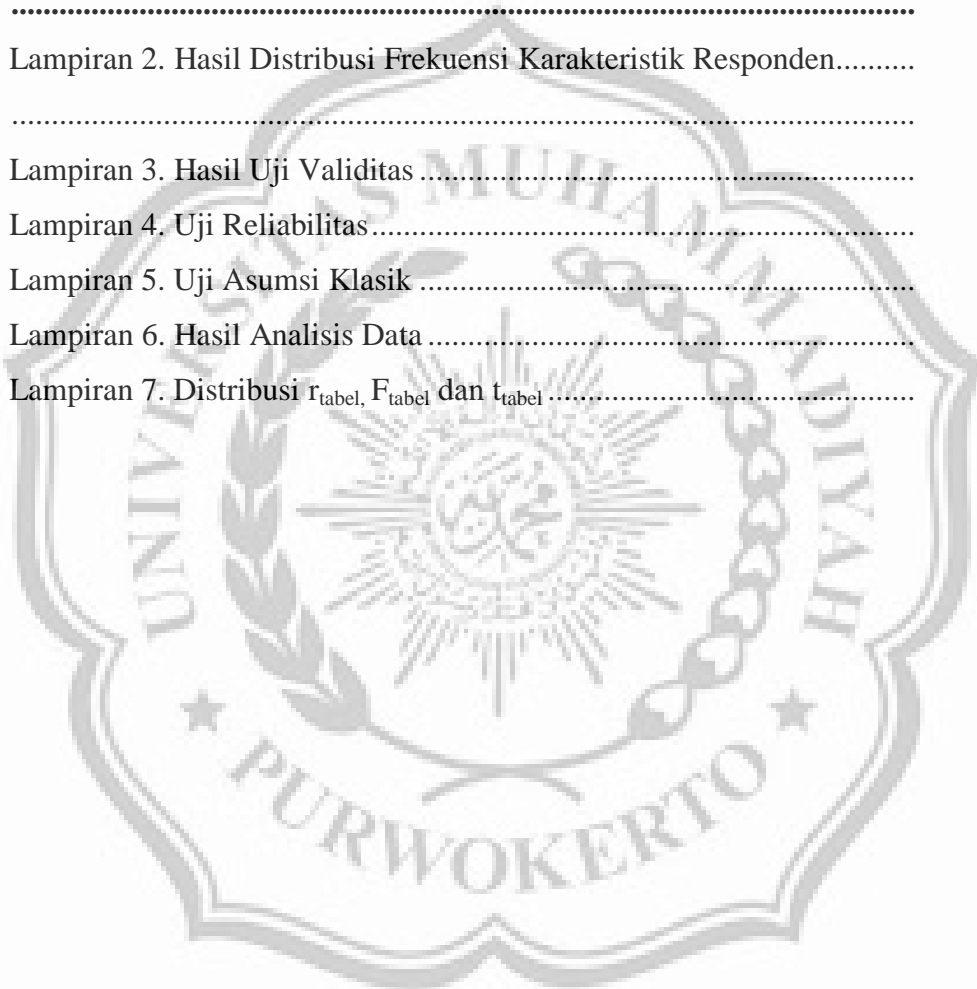 ....................................................................................................................
Lampiran 2. Hasil Distribusi Frekuensi Karakteristik Responden..........
....................................................................................................................
Lampiran 3. Hasil Uji Validitas ...............................................................
Lampiran 4. Uji Reliabilitas.....................................................................
Lampiran 5. Uji Asumsi Klasik ...............................................................
Lampiran 6. Hasil Analisis Data ..............................................................
Lampiran 7. Distribusi rtabel, Ftabel dan ttabel ...............................................
UNIVERSITAS MUHAMMADIYAH
PURWOKERTO